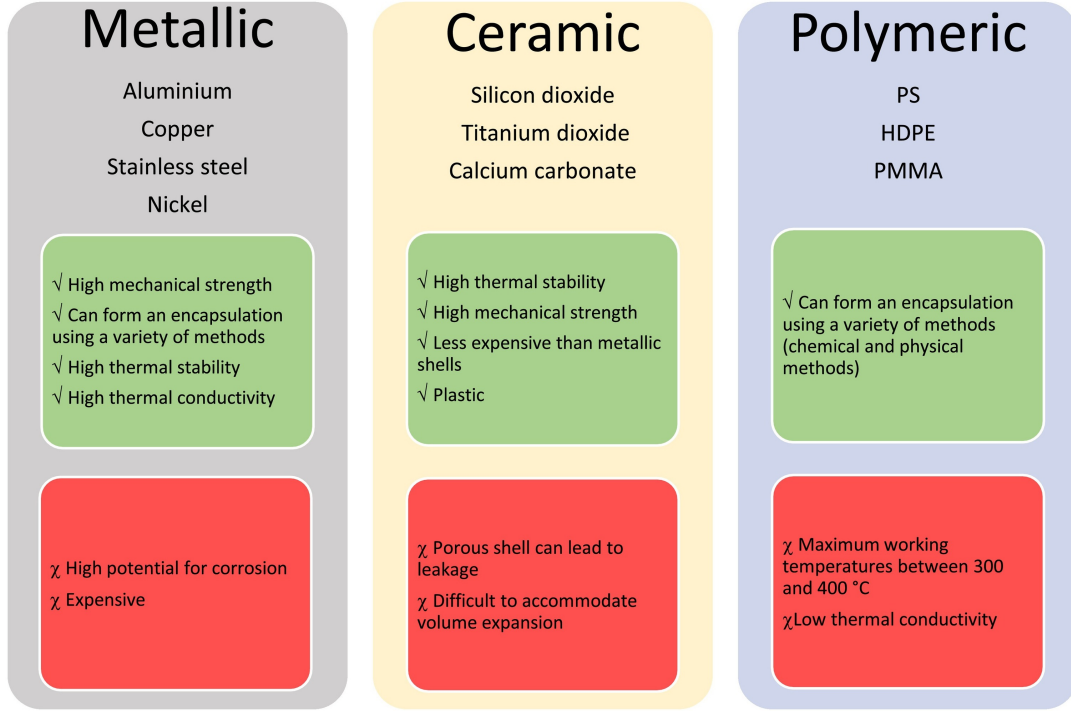 Metallic
Aluminium
Copper
Stainless steel
Nickel
√ High mechanical strength
√ Can form an encapsulation
using a variety of methods
√ High thermal stability
√ High thermal conductivity
χ High potential for corrosion
χ Expensive
Ceramic
Silicon dioxide
Titanium dioxide
Calcium carbonate
√ High thermal stability
√ High mechanical strength
√ Less expensive than metallic
shells
√ Plastic
χ Porous shell can lead to
leakage
χ Difficult to accommodate
volume expansion
Polymeric
PS
HDPE
PMMA
√ Can form an encapsulation
using a variety of methods
(chemical and physical
methods)
χ Maximum working
temperatures between 300
and 400 °C
χLow thermal conductivity